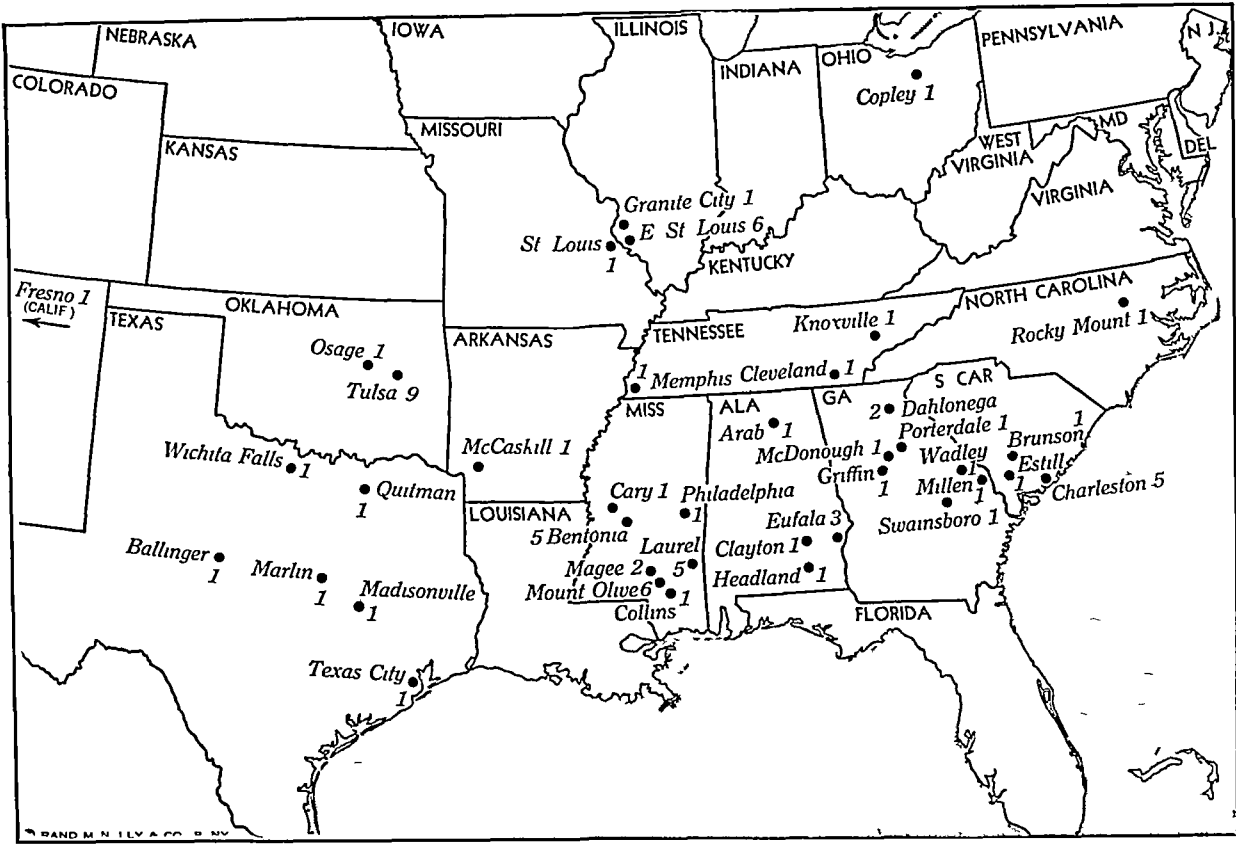 NEBRASKA
IOWA
ILLINOIS
INDIANA
OHIO
PENNSYLVANIA
N J.
COLORADO
Copley 1
MISSOURI
KANSAS
WEST
VIRGINIA
MD
DEL
VIRGINIA
Granite City 1
E St Louis 6
St Louis
1
KENTUCKY
Fresno 1
(CALIF)
OKLAHOMA
TEXAS
NORTH CAROLINA
Rocky Mount 1
TENNESSEE
Knoxville 1
ARKANSAS
Osage 1
Tulsa 9
1
Memphis
Cleveland 1
S CAR
MISS
ALA
GA
2 Dahlonega
Arab 1
Porterdale 1
McDonough 1
Griffin
1
Wadley
1
Brunson
1
Estill
1
Millen
1
Charleston 5
Swainsboro 1
McCaskill 1
Wichita Falls
1
Quitman
1
LOUISIANA
Cary 1
Philadelphia
1
5 Bentonia
Eufala 3
Laurel
5
Clayton 1
Magee 2
Headland 1
Mount Olive 6
Collins
1
Ballinger
1
Marlin
1
Madisonville
1
FLORIDA
Texas City
1